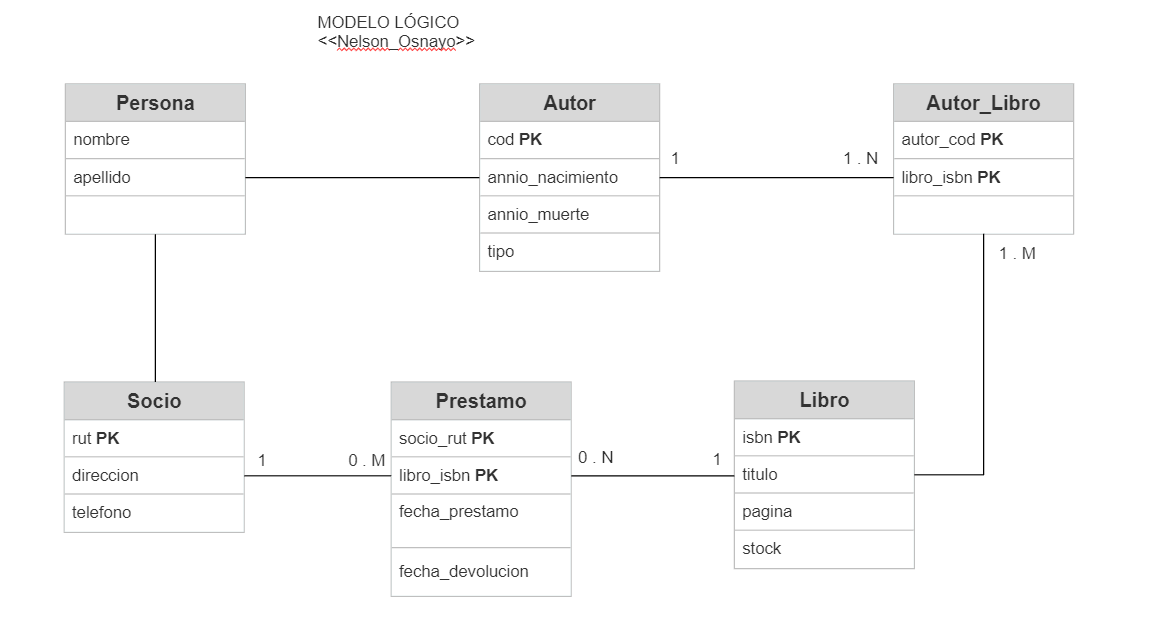 MODELO LÓGICO
<<Nelson_Osnayo>>
Persona
nombre
apellido
Autor
cod PK
annio_nacimiento
annio_muerte
tipo
1
1 . N
Autor_Libro
autor_cod PK
libro_isbn PK
1 . M
Socio
rut PK
direccion
telefono
1
0 . M
Prestamo
socio_rut PK
libro_isbn PK
fecha_prestamo
fecha_devolucion
0 . N
1
Libro
isbn PK
titulo
pagina
stock